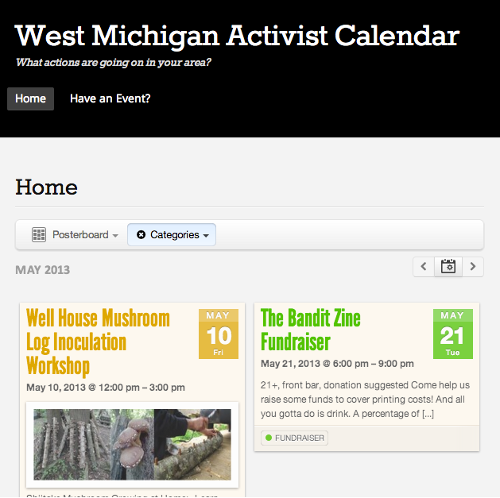 West Michigan Activist Calendar
What actions are going on in your area?
Home
Have an Event?
Home
Posterboard
Categories
MAY 2013
Well House Mushroom
Log Inoculation
Workshop
MAY
10
Fri
May 10, 2013 @ 12:00 pm – 3:00 pm
The Bandit Zine
Fundraiser
MAY
21
Tue
May 21, 2013 @ 6:00 pm – 9:00 pm
21+, front bar, donation suggested Come help us
raise some funds to cover printing costs! And all
you gotta do is drink. A percentage of [...]
FUNDRAISER